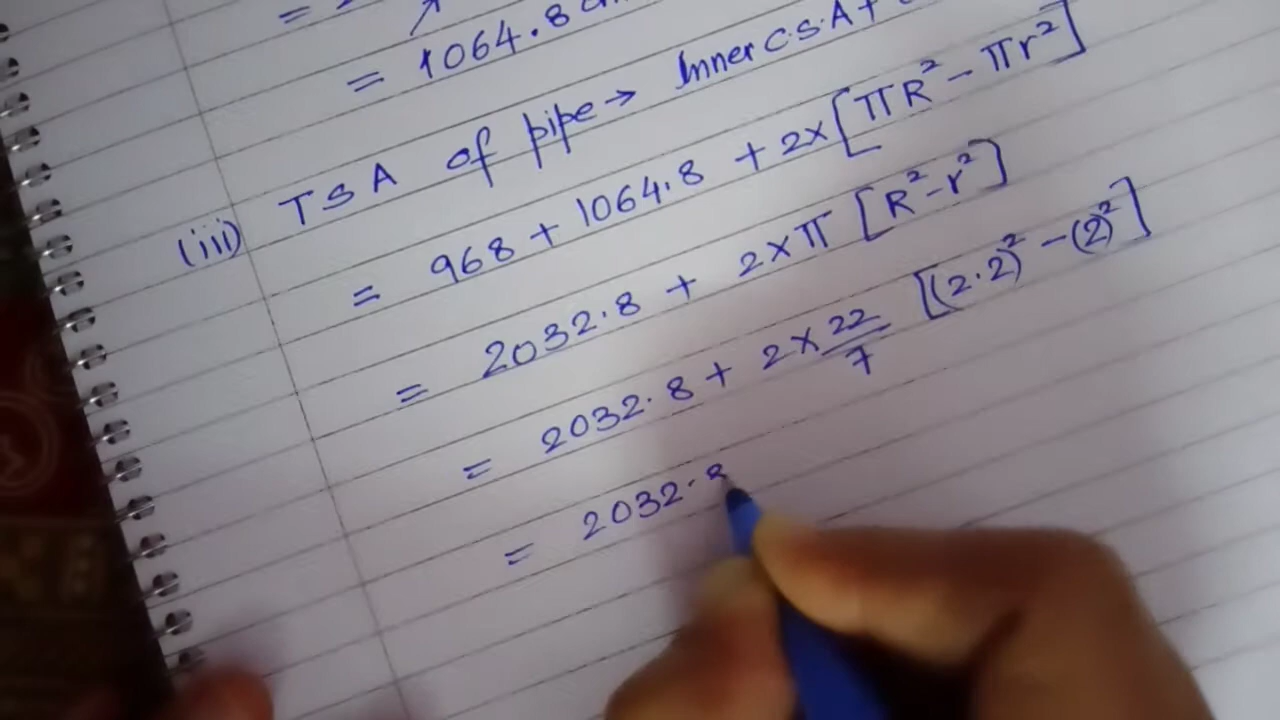 = 1064.8
(iii) TSA of pipe → Inner C.S.A +
= 968 + 1064.8 + 2×[πR² - πr²]
= 2032.8 + 2×π [R² - r²]
= 2032.8 + 2×22/7 [(2.2)² - (2)²]
= 2032.8